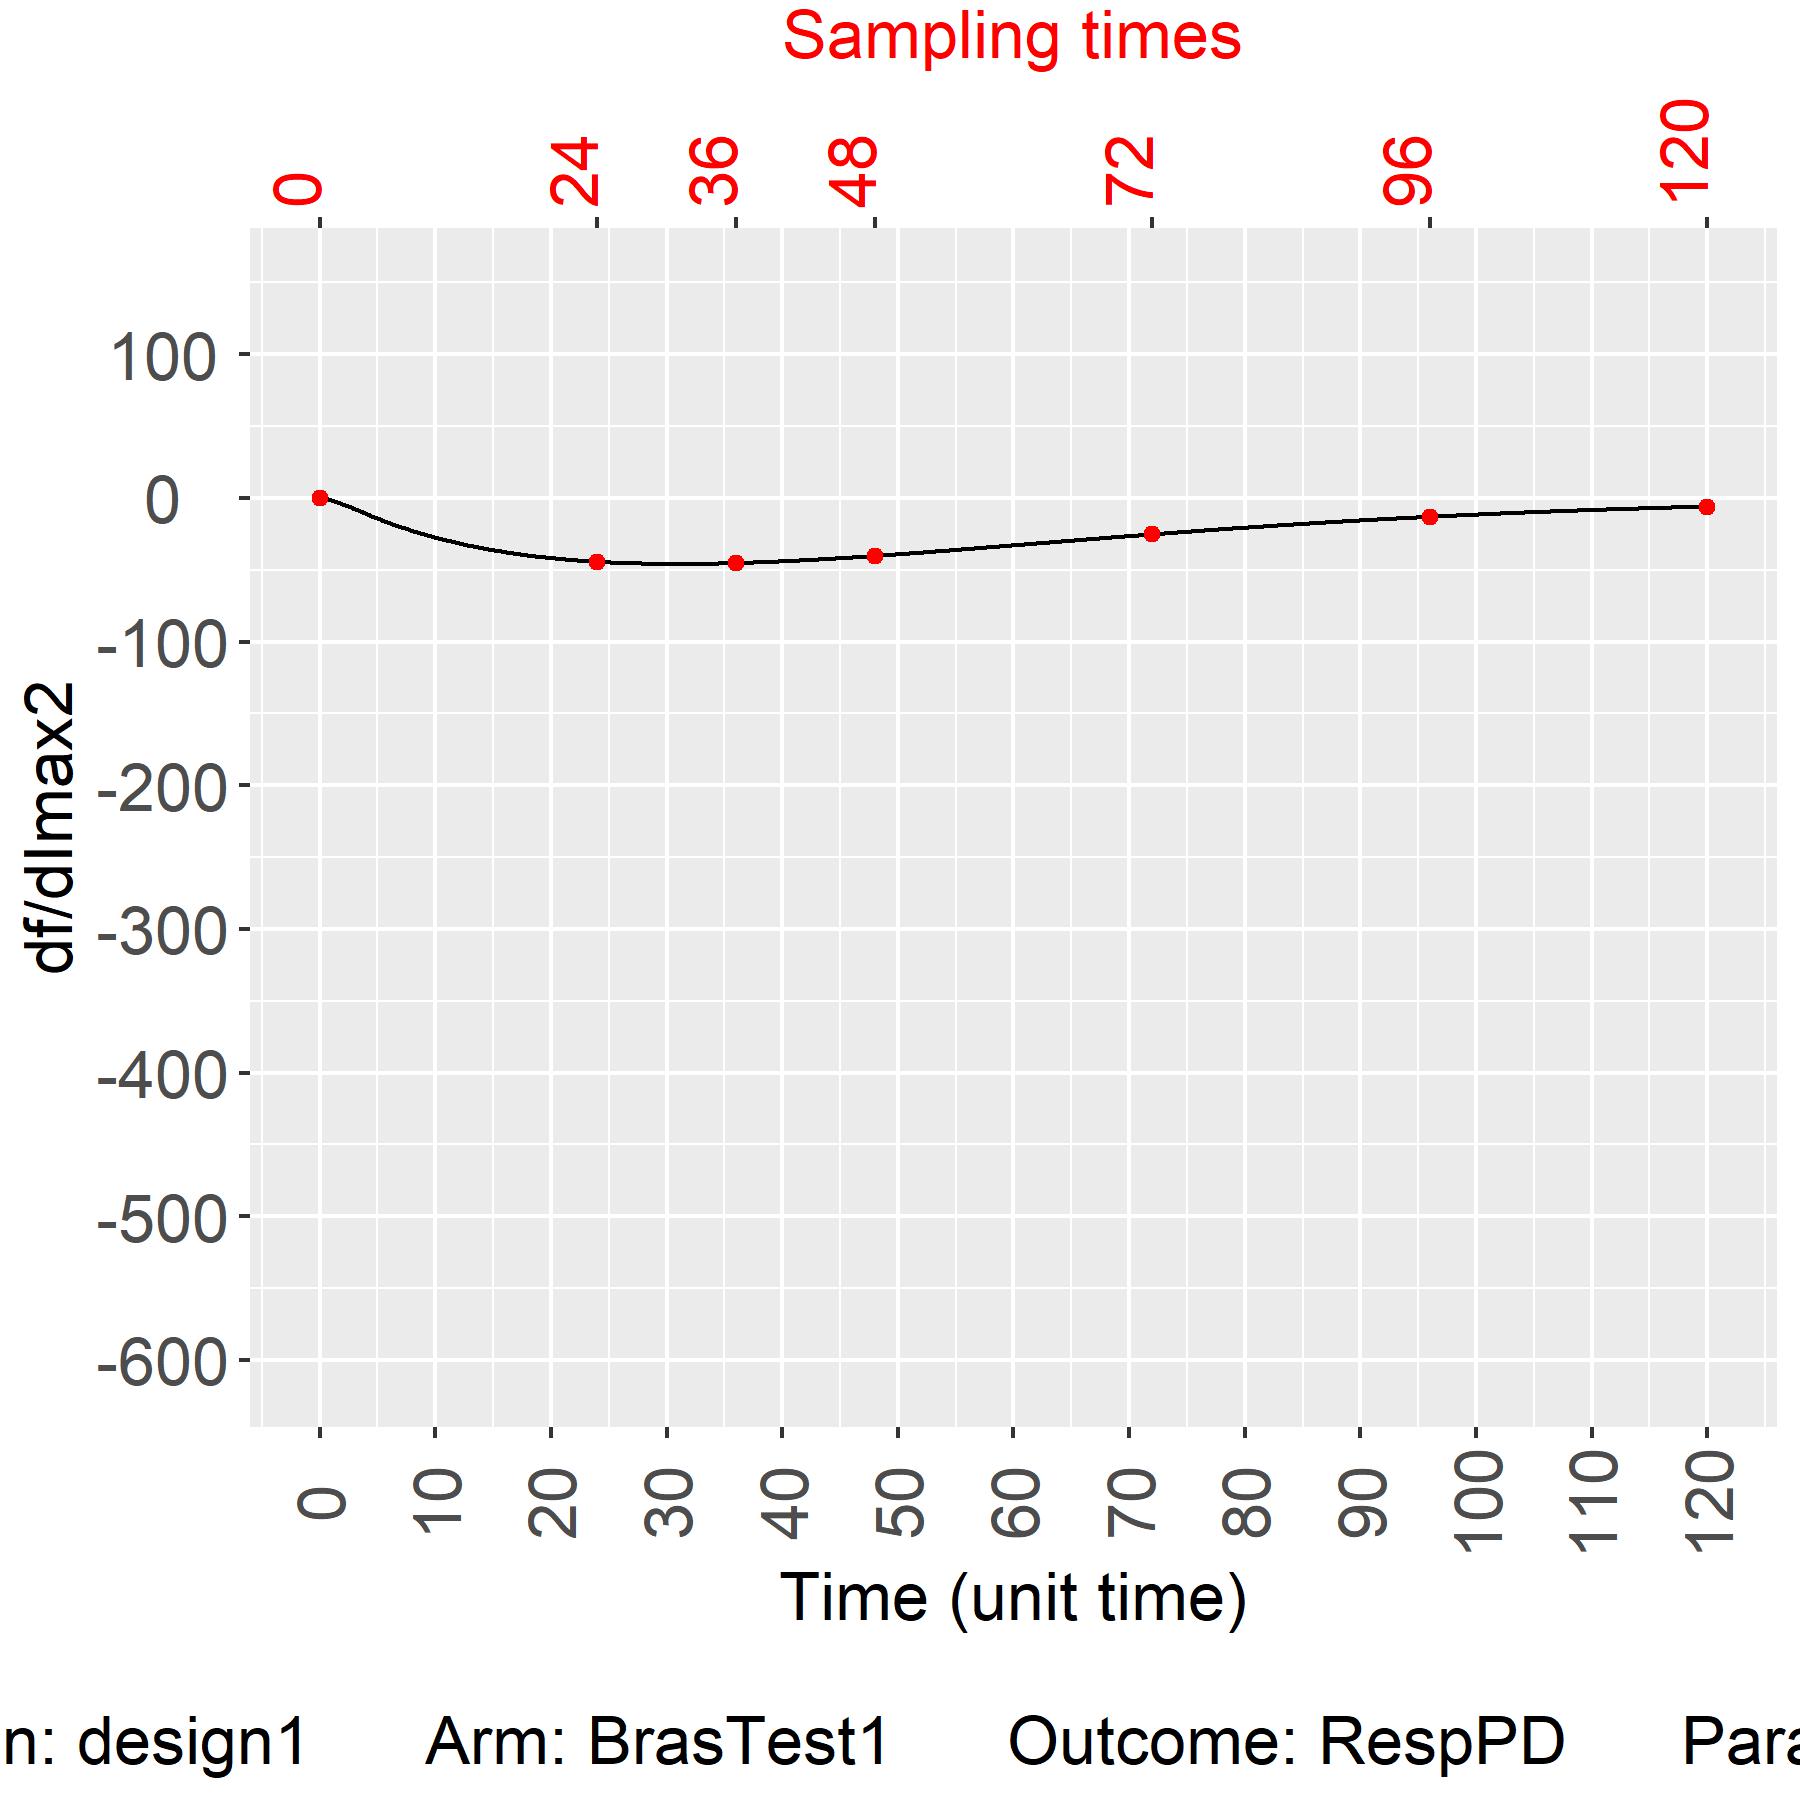 Sampling times
0 24 36 48 72 96 120
100
0
-100
-200
-300
-400
-500
-600
df/dImax2
0 10 20 30 40 50 60 70 80 90 100 110 120
Time (unit time)
n: design1 Arm: BrasTest1 Outcome: RespPD Para